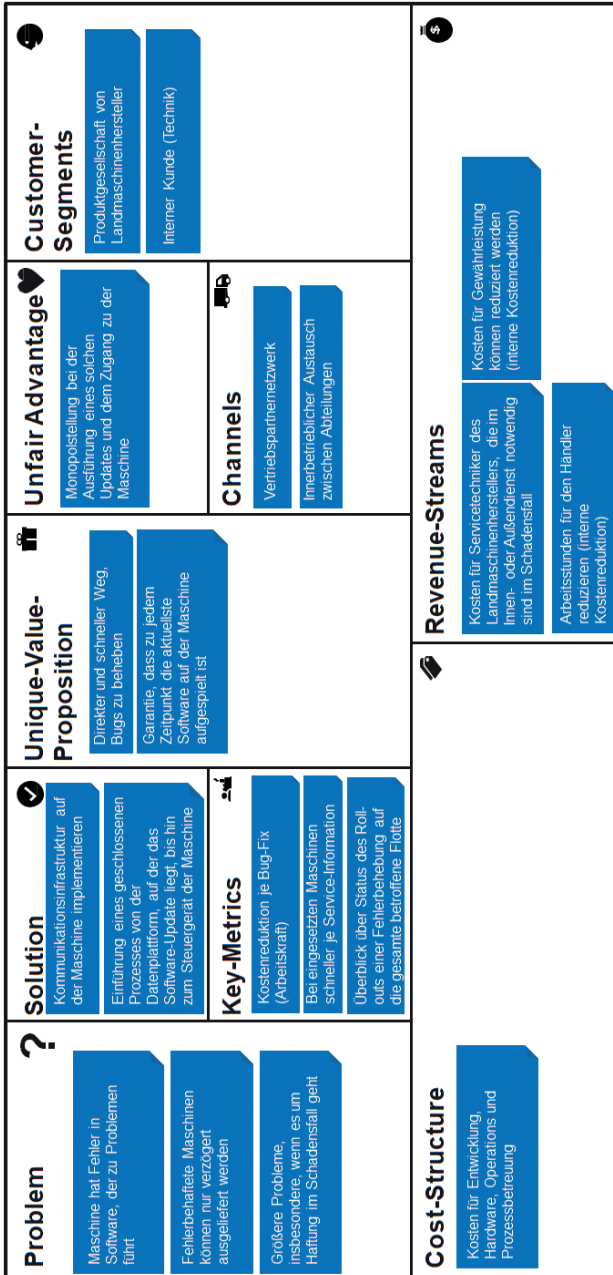 Problem
?
Maschine hat Fehler in
Software, der zu Problemen
führt
Fehlerbehaftete Maschinen
können nur verzögert
ausgeliefert werden
Größere Probleme,
insbesondere, wenn es um
Haftung im Schadensfall geht
Solution
Kommunikationsinfrastruktur auf
der Maschine implementieren
Einführung eines geschlossenen
Prozesses von der
Datenplattform, auf der das
Software-Update liegt, bis hin
zum Steuergerät der Maschine
Key-Metrics
Kostenreduktion je Bug-Fix
(Arbeitskraft)
Bei eingesetzten Maschinen
schneller je Service-Information
Überblick über Status des Roll-
outs einer Fehlerbehebung auf
die gesamte betroffene Flotte
Unique-Value-
Proposition
Direkter und schneller Weg,
Bugs zu beheben
Garantie, dass zu jedem
Zeitpunkt die aktuellste
Software auf der Maschine
aufgespielt ist
Unfair Advantage
Monopolstellung bei der
Ausführung eines solchen
Updates und dem Zugang zu der
Maschine
Channels
Vertriebspartnernetzwerk
Innerbetrieblicher Austausch
zwischen Abteilungen
Customer-
Segments
Produktgesellschaft von
Landmaschinenhersteller
Interner Kunde (Technik)
Cost-Structure
Kosten für Entwicklung,
Hardware, Operations und
Prozessbetreuung
Revenue-Streams
$
Kosten für Servicetechniker des
Landmaschinenherstellers, die im
Innen- oder Außendienst notwendig
sind im Schadensfall
Kosten für Gewährleistung
können reduziert werden
(interne Kostenreduktion)
Arbeitsstunden für den Händler
reduzieren (interne
Kostenreduktion)